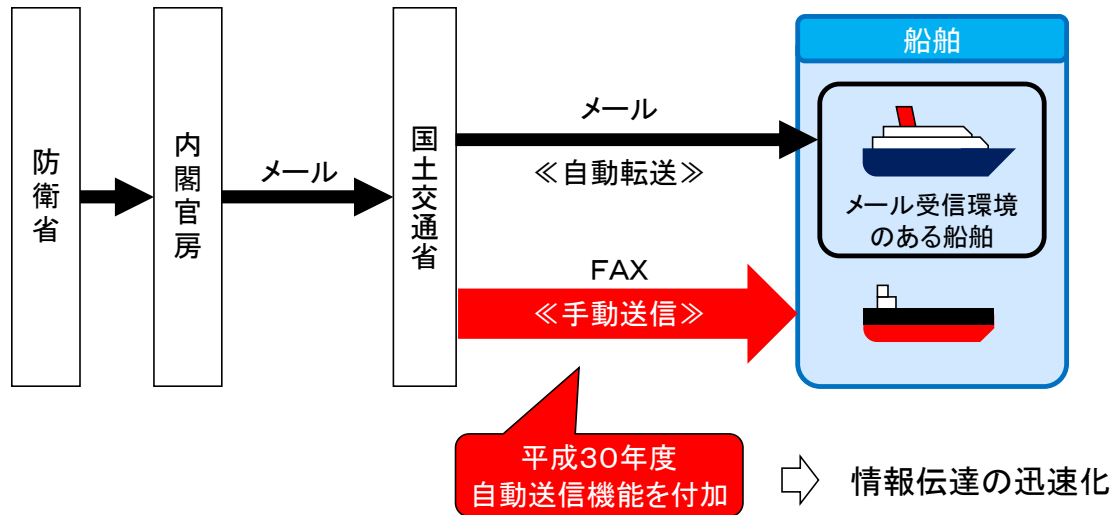 防衛省
内閣官房
メール
国土交通省
メール
≪自動転送≫
FAX
≪手動送信≫
船舶
メール受信環境
のある船舶
平成30年度
自動送信機能を付加
情報伝達の迅速化